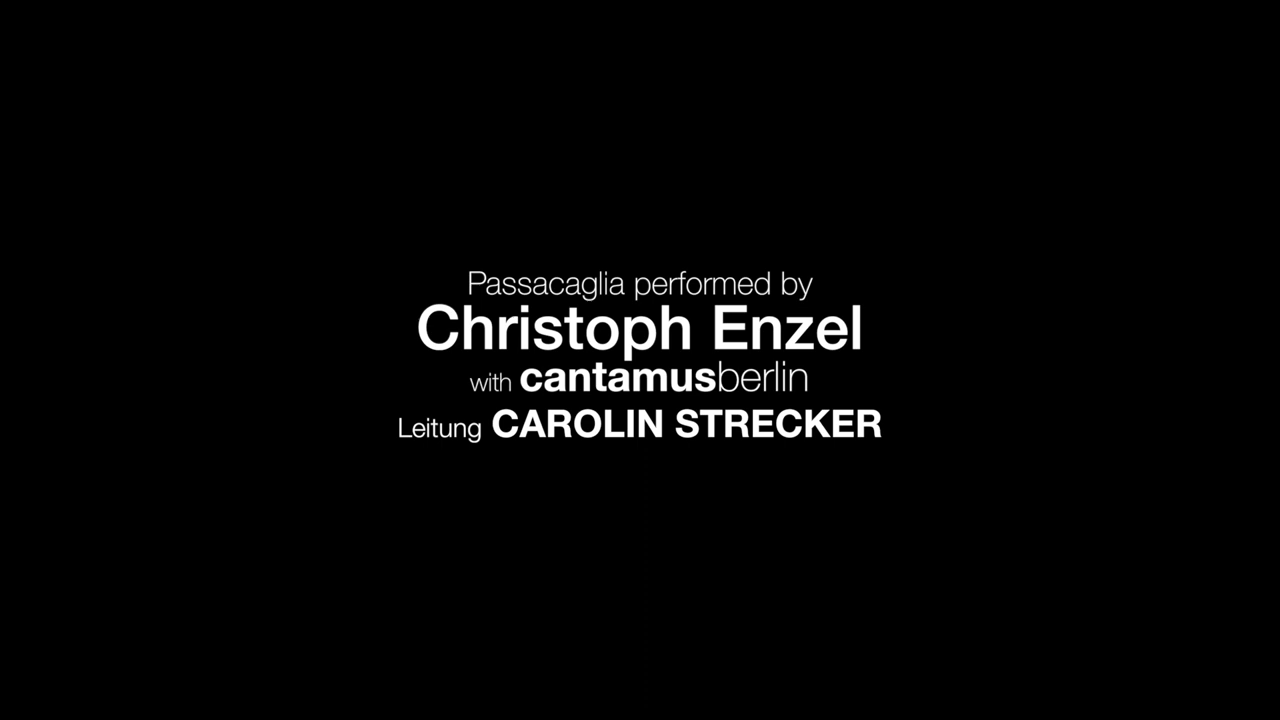 Passacaglia performed by
Christoph Enzel
with cantamusberlin
Leitung CAROLIN STRECKER